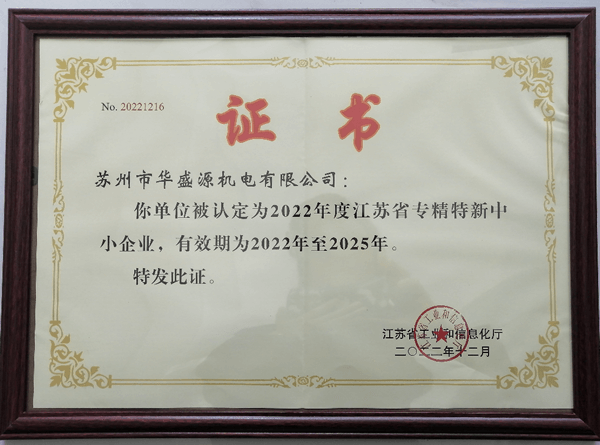 No. 20221216
证书
苏州市华盛源机电有限公司：
你单位被认定为2022年度江苏省专精特新中
小企业，有效期为2022年至2025年。
特发此证。
江苏省工业和信息化厅
二〇二二年十二月